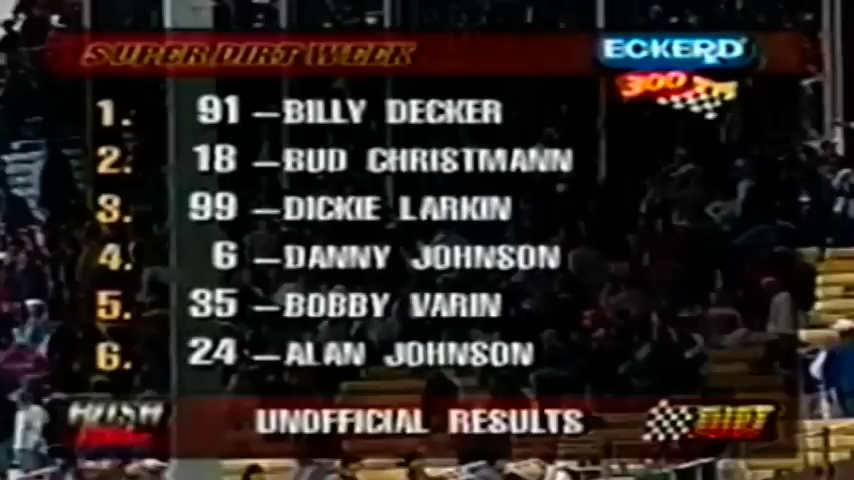 SUPER DIRT WEEK
ECKERD
300
1. 91 – BILLY DECKER
2. 18 – BUD CHRISTMANN
3. 99 – DICKIE LARKIN
4. 6 – DANNY JOHNSON
5. 35 – BOBBY VARIN
6. 24 – ALAN JOHNSON
UNOFFICIAL RESULTS
DIRT